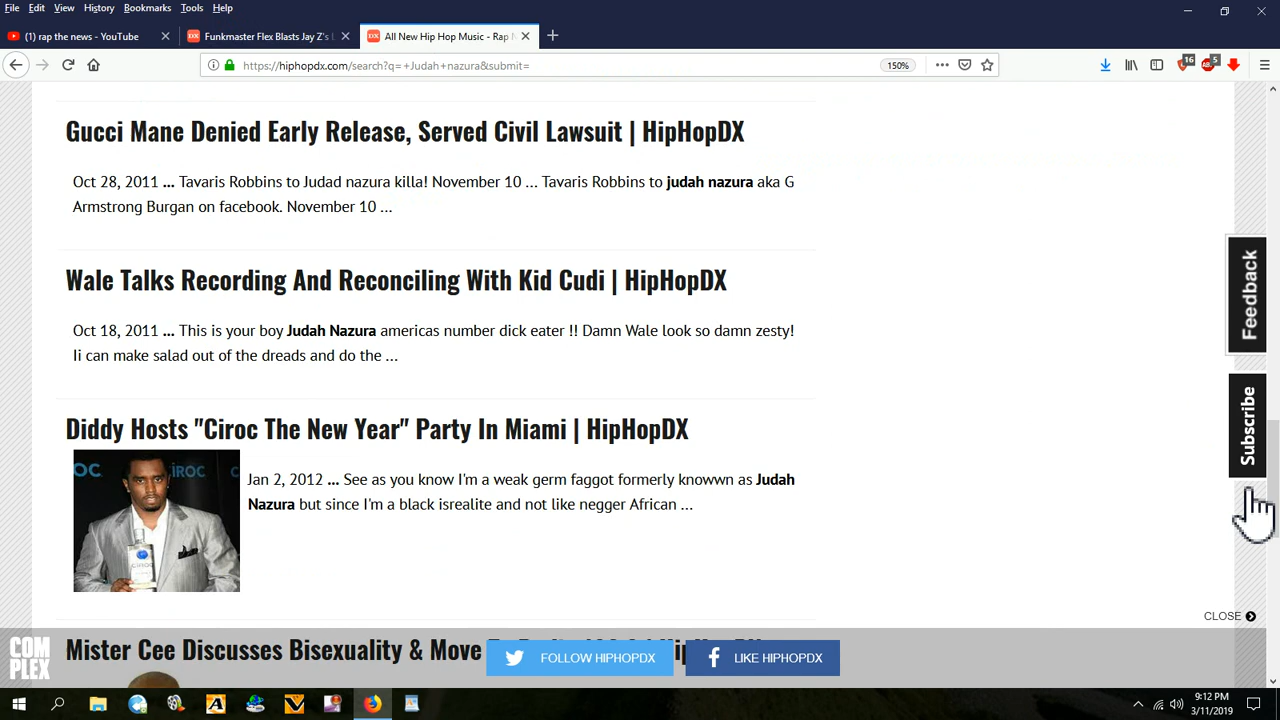 File Edit View History Bookmarks Tools Help
(1) rap the news - YouTube
Funkmaster Flex Blasts Jay Z's
All New Hip Hop Music - Rap
https://hiphopdx.com/search?q=+Judah+nazura&submit=
150%
16
5
Gucci Mane Denied Early Release, Served Civil Lawsuit | HipHopDX
Oct 28, 2011 ... Tavaris Robbins to Judad nazura killa! November 10 ... Tavaris Robbins to judah nazura aka G
Armstrong Burgan on facebook. November 10 ...
Wale Talks Recording And Reconciling With Kid Cudi | HipHopDX
Oct 18, 2011 ... This is your boy Judah Nazura americas number dick eater !! Damn Wale look so damn zesty!
Ii can make salad out of the dreads and do the ...
Diddy Hosts "Ciroc The New Year" Party In Miami | HipHopDX
Jan 2, 2012 ... See as you know I'm a weak germ faggot formerly knowwn as Judah
Nazura but since I'm a black isrealite and not like negger African ...
OC
CIROC
Feedback
Subscribe
CLOSE
Mister Cee Discusses Bisexuality & Move
COM
PLEX
FOLLOW HIPHOPDX
LIKE HIPHOPDX
9:12 PM
3/11/2019